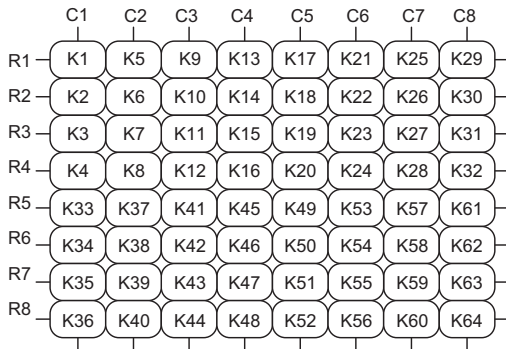 C1 C2 C3 C4 C5 C6 C7 C8
R1 K1 K5 K9 K13 K17 K21 K25 K29
R2 K2 K6 K10 K14 K18 K22 K26 K30
R3 K3 K7 K11 K15 K19 K23 K27 K31
R4 K4 K8 K12 K16 K20 K24 K28 K32
R5 K33 K37 K41 K45 K49 K53 K57 K61
R6 K34 K38 K42 K46 K50 K54 K58 K62
R7 K35 K39 K43 K47 K51 K55 K59 K63
R8 K36 K40 K44 K48 K52 K56 K60 K64